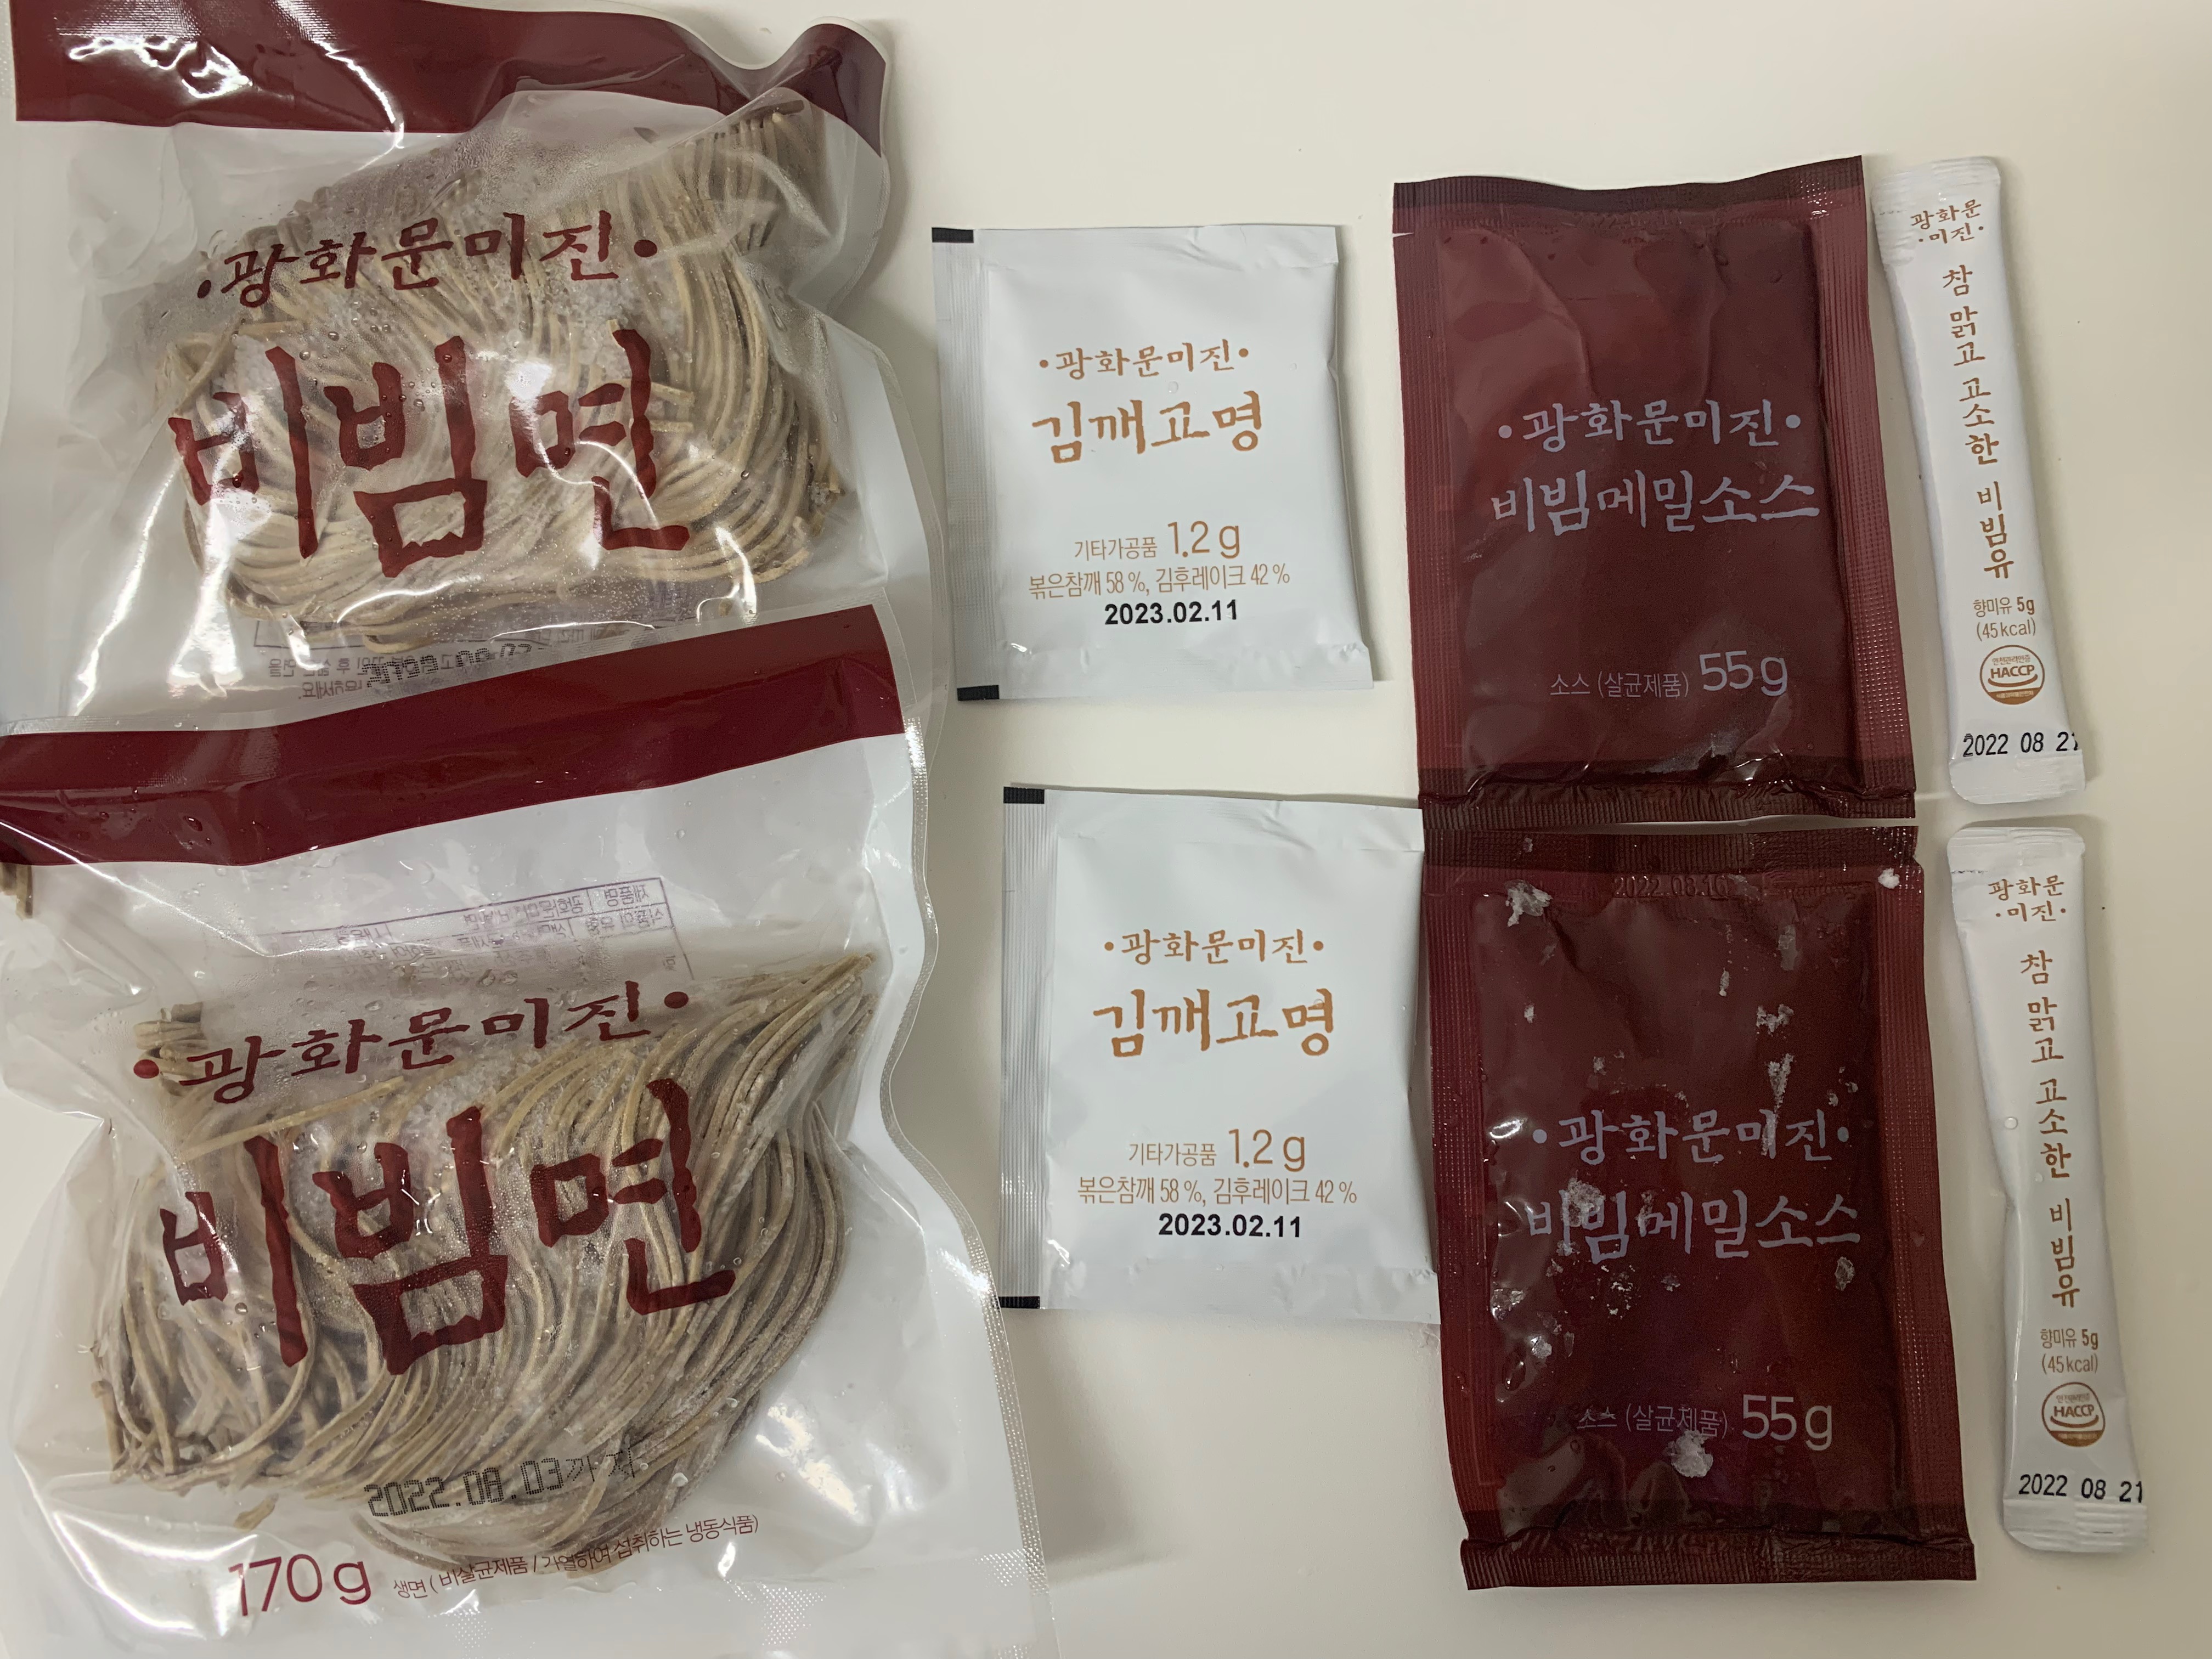 •광화문미진•
비빔면
•광화문미진•
비빔면
2022.08.03까지
170g 생면 (비살균제품 / 가열하여 섭취하는 냉동식품)
•광화문미진•
김깨고명
기타가공품 1.2 g
볶은참깨 58 %, 김후레이크 42 %
2023.02.11
•광화문미진•
김깨고명
기타가공품 1.2 g
볶은참깨 58 %, 김후레이크 42 %
2023.02.11
•광화문미진•
비빔메밀소스
소스 (살균제품) 55g
2022.08.16
•광화문미진•
비빔메밀소스
소스 (살균제품) 55g
광화문
•미진•
참 맑고 고소한 비빔유
향미유 5g
(45kcal)
HACCP
2022 08 21
광화문
•미진•
참 맑고 고소한 비빔유
향미유 5g
(45kcal)
HACCP
2022 08 21